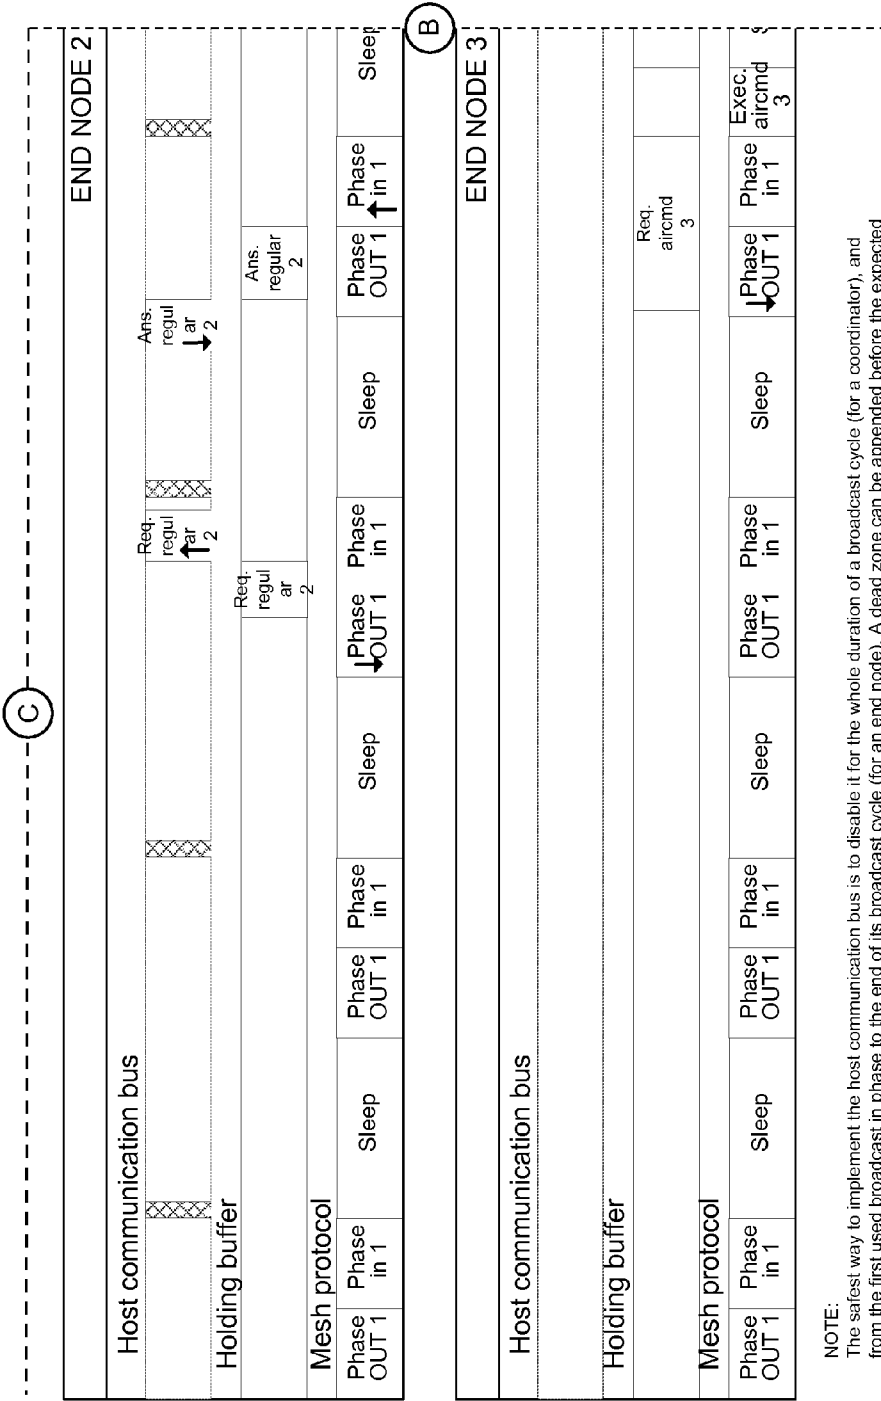 C
END NODE 2
Host communication bus
Req.
regul
ar
2
Ans.
regul
ar
2
Holding buffer
Req.
regul
ar
2
Ans.
regular
2
Mesh protocol
Phase
OUT 1
Phase
in 1
Sleep
Phase
OUT 1
Phase
in 1
Sleep
Phase
OUT 1
Phase
in 1
Sleep
Phase
OUT 1
Phase
in 1
Sleep
B
END NODE 3
Host communication bus
Holding buffer
Req.
aircmd
3
Mesh protocol
Phase
OUT 1
Phase
in 1
Sleep
Phase
OUT 1
Phase
in 1
Sleep
Phase
OUT 1
Phase
in 1
Sleep
Phase
OUT 1
Phase
in 1
Exec.
aircmd
3
NOTE:
The safest way to implement the host communication bus is to disable it for the whole duration of a broadcast cycle (for a coordinator), and
from the first used broadcast in phase to the end of its broadcast cycle (for an end node). A dead zone can be appended before the expected